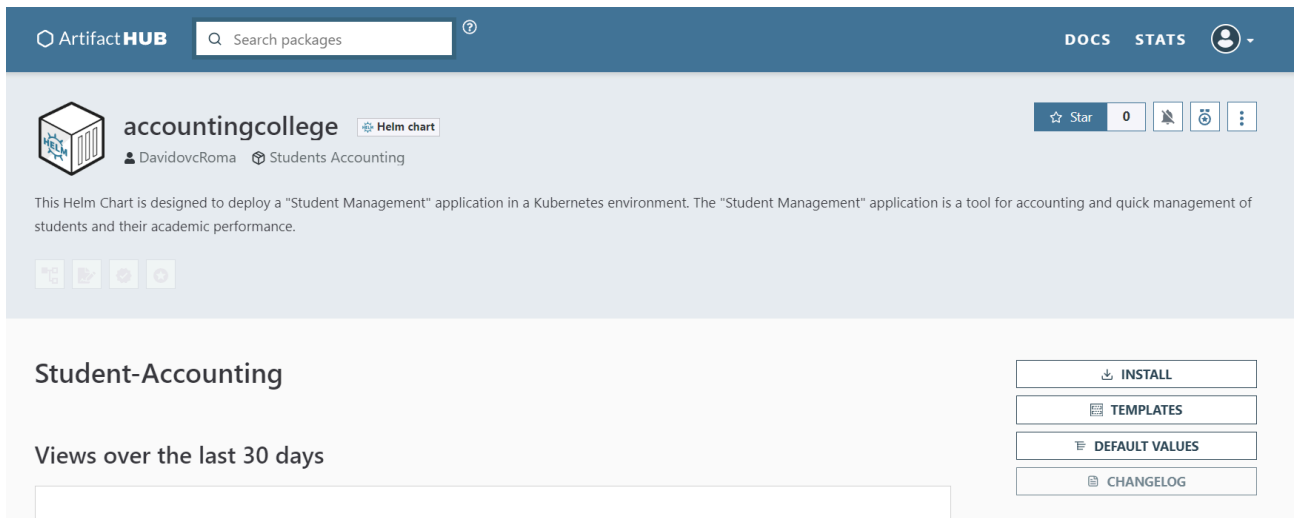 ArtifactHUB Search packages DOCS STATS
accountingcollege Helm chart Star 0
HELM
DavidovcRoma Students Accounting
This Helm Chart is designed to deploy a "Student Management" application in a Kubernetes environment. The "Student Management" application is a tool for accounting and quick management of
students and their academic performance.
Student-Accounting
INSTALL
TEMPLATES
Views over the last 30 days
DEFAULT VALUES
CHANGELOG